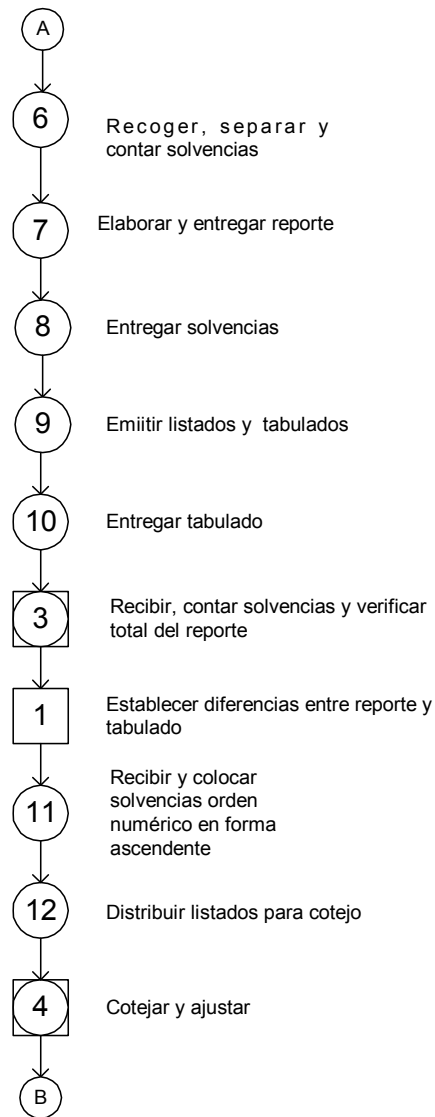 A
6
Recoger, separar y
contar solvencias
7
Elaborar y entregar reporte
8
Entregar solvencias
9
Emiitir listados y tabulados
10
Entregar tabulado
3
Recibir, contar solvencias y verificar
total del reporte
1
Establecer diferencias entre reporte y
tabulado
11
Recibir y colocar
solvencias orden
numérico en forma
ascendente
12
Distribuir listados para cotejo
4
Cotejar y ajustar
B